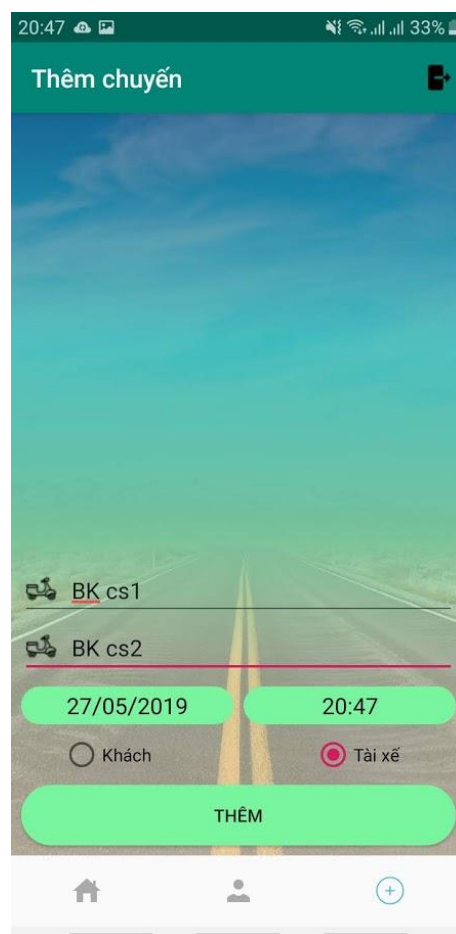 20:47 33%
Thêm chuyến
BK cs1
BK cs2
27/05/2019 20:47
Khách Tài xế
THÊM